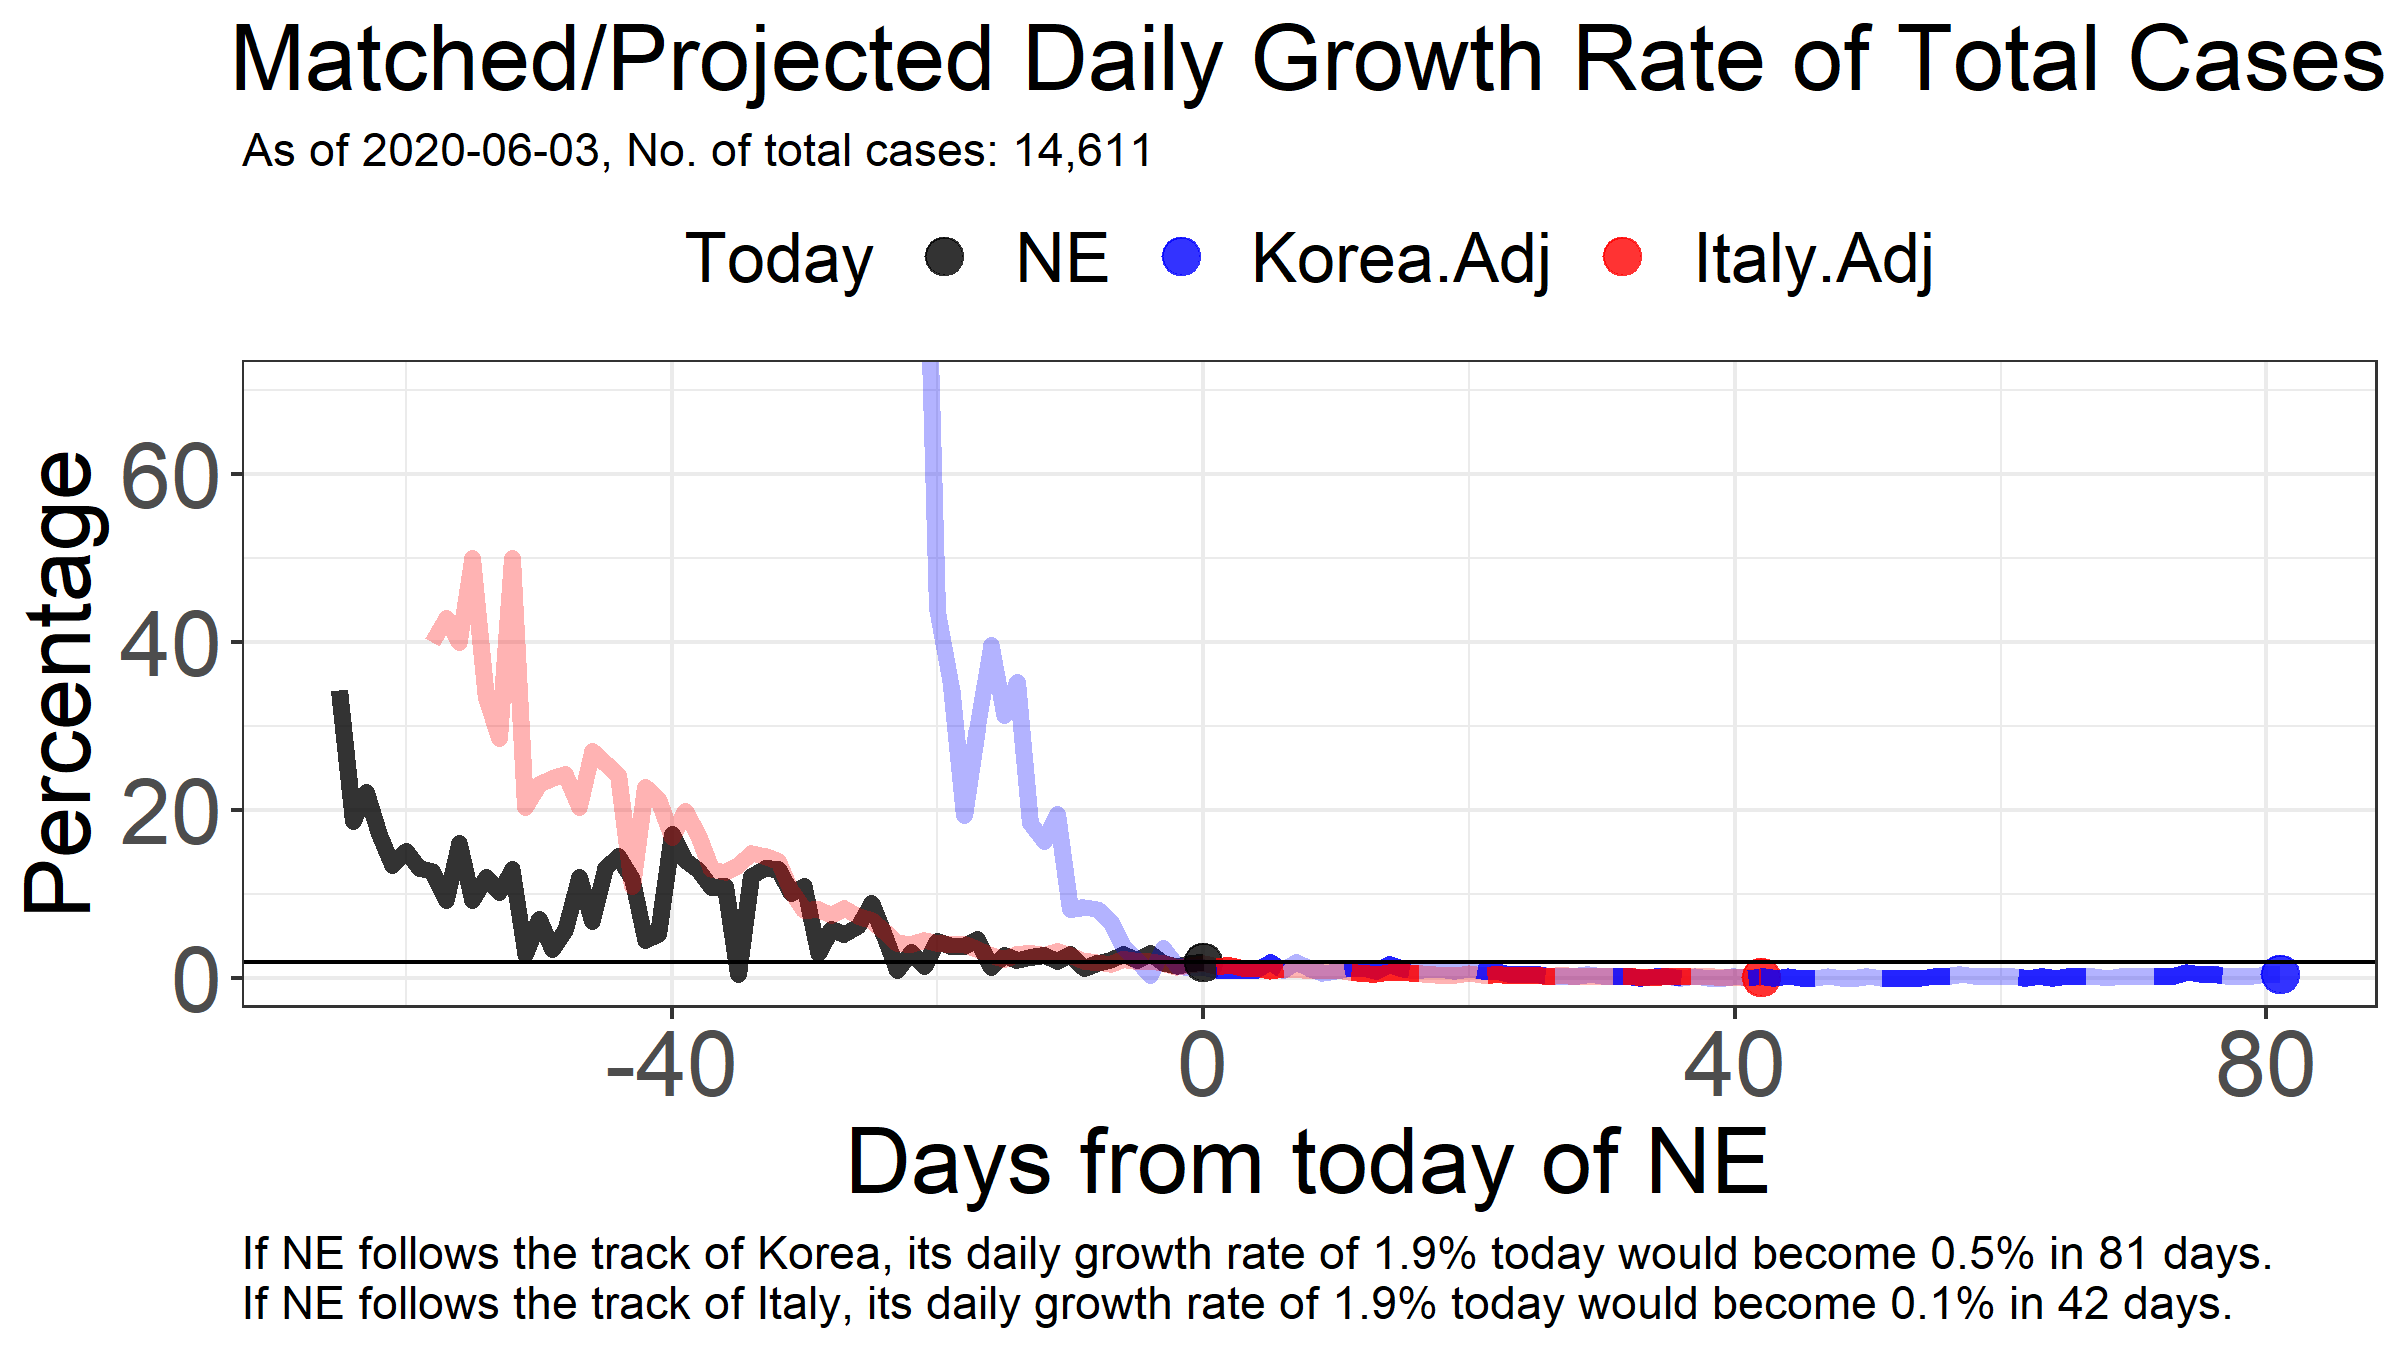 Matched/Projected Daily Growth Rate of Total Cases
As of 2020-06-03, No. of total cases: 14,611
Today NE Korea.Adj Italy.Adj
Percentage
60
40
20
0
-40 0 40 80
Days from today of NE
If NE follows the track of Korea, its daily growth rate of 1.9% today would become 0.5% in 81 days.
If NE follows the track of Italy, its daily growth rate of 1.9% today would become 0.1% in 42 days.